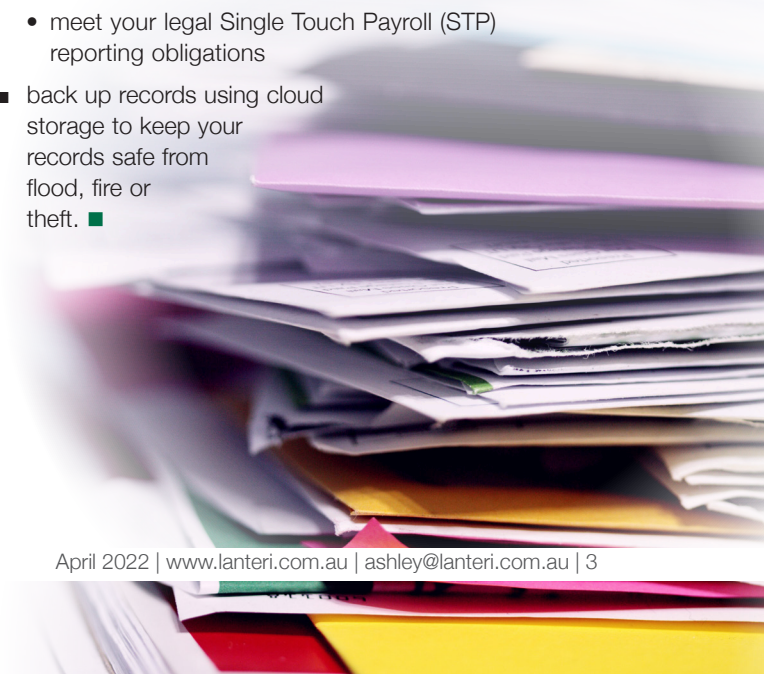 • meet your legal Single Touch Payroll (STP)
reporting obligations
■ back up records using cloud
storage to keep your
records safe from
flood, fire or
theft. ■
April 2022 | www.lanteri.com.au | ashley@lanteri.com.au | 3